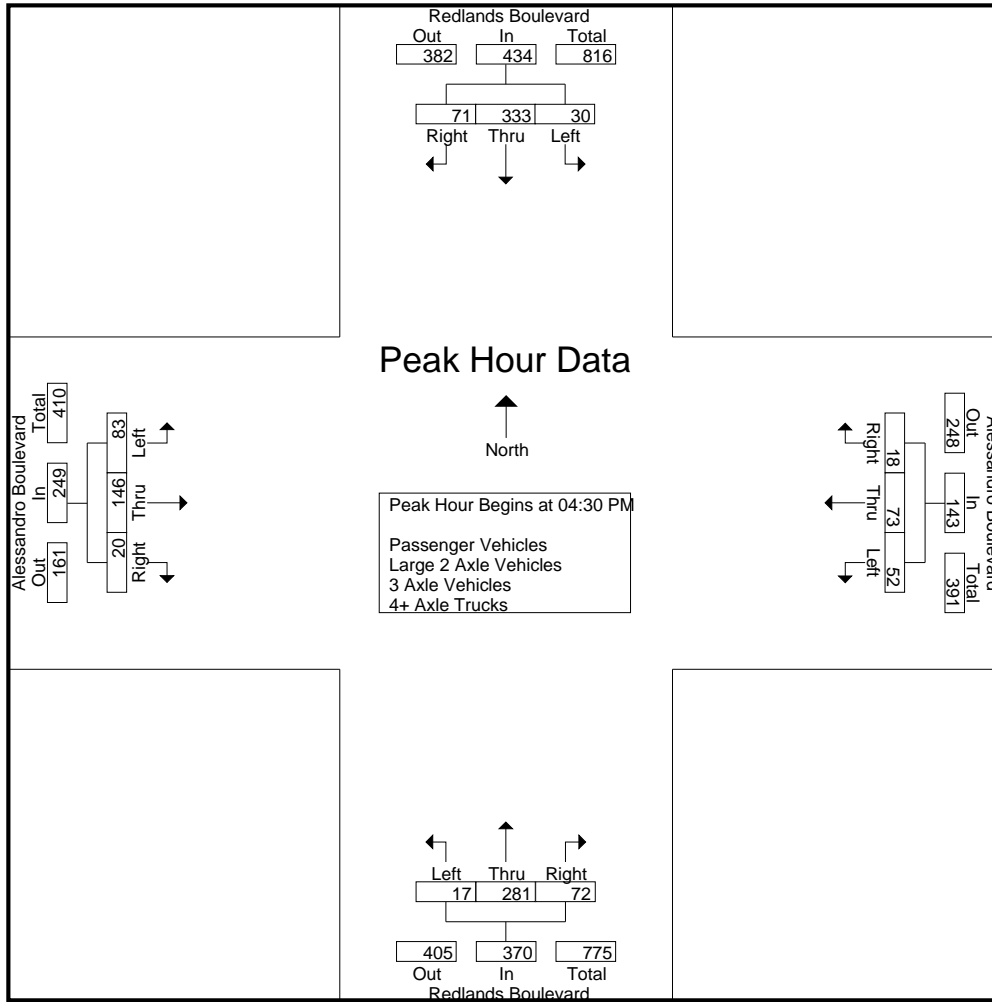 Redlands Boulevard
Out In Total
382 434 816
71 333 30
Right Thru Left
Peak Hour Data
North
Peak Hour Begins at 04:30 PM
Passenger Vehicles
Large 2 Axle Vehicles
3 Axle Vehicles
4+ Axle Trucks
Alessandro Boulevard
Out In Total
161 249 410
20 146 83
Right Thru Left
Alessandro Boulevard
Out In Total
248 143 391
18 73 52
Right Thru Left
Left Thru Right
17 281 72
405 370 775
Out In Total
Redlands Boulevard